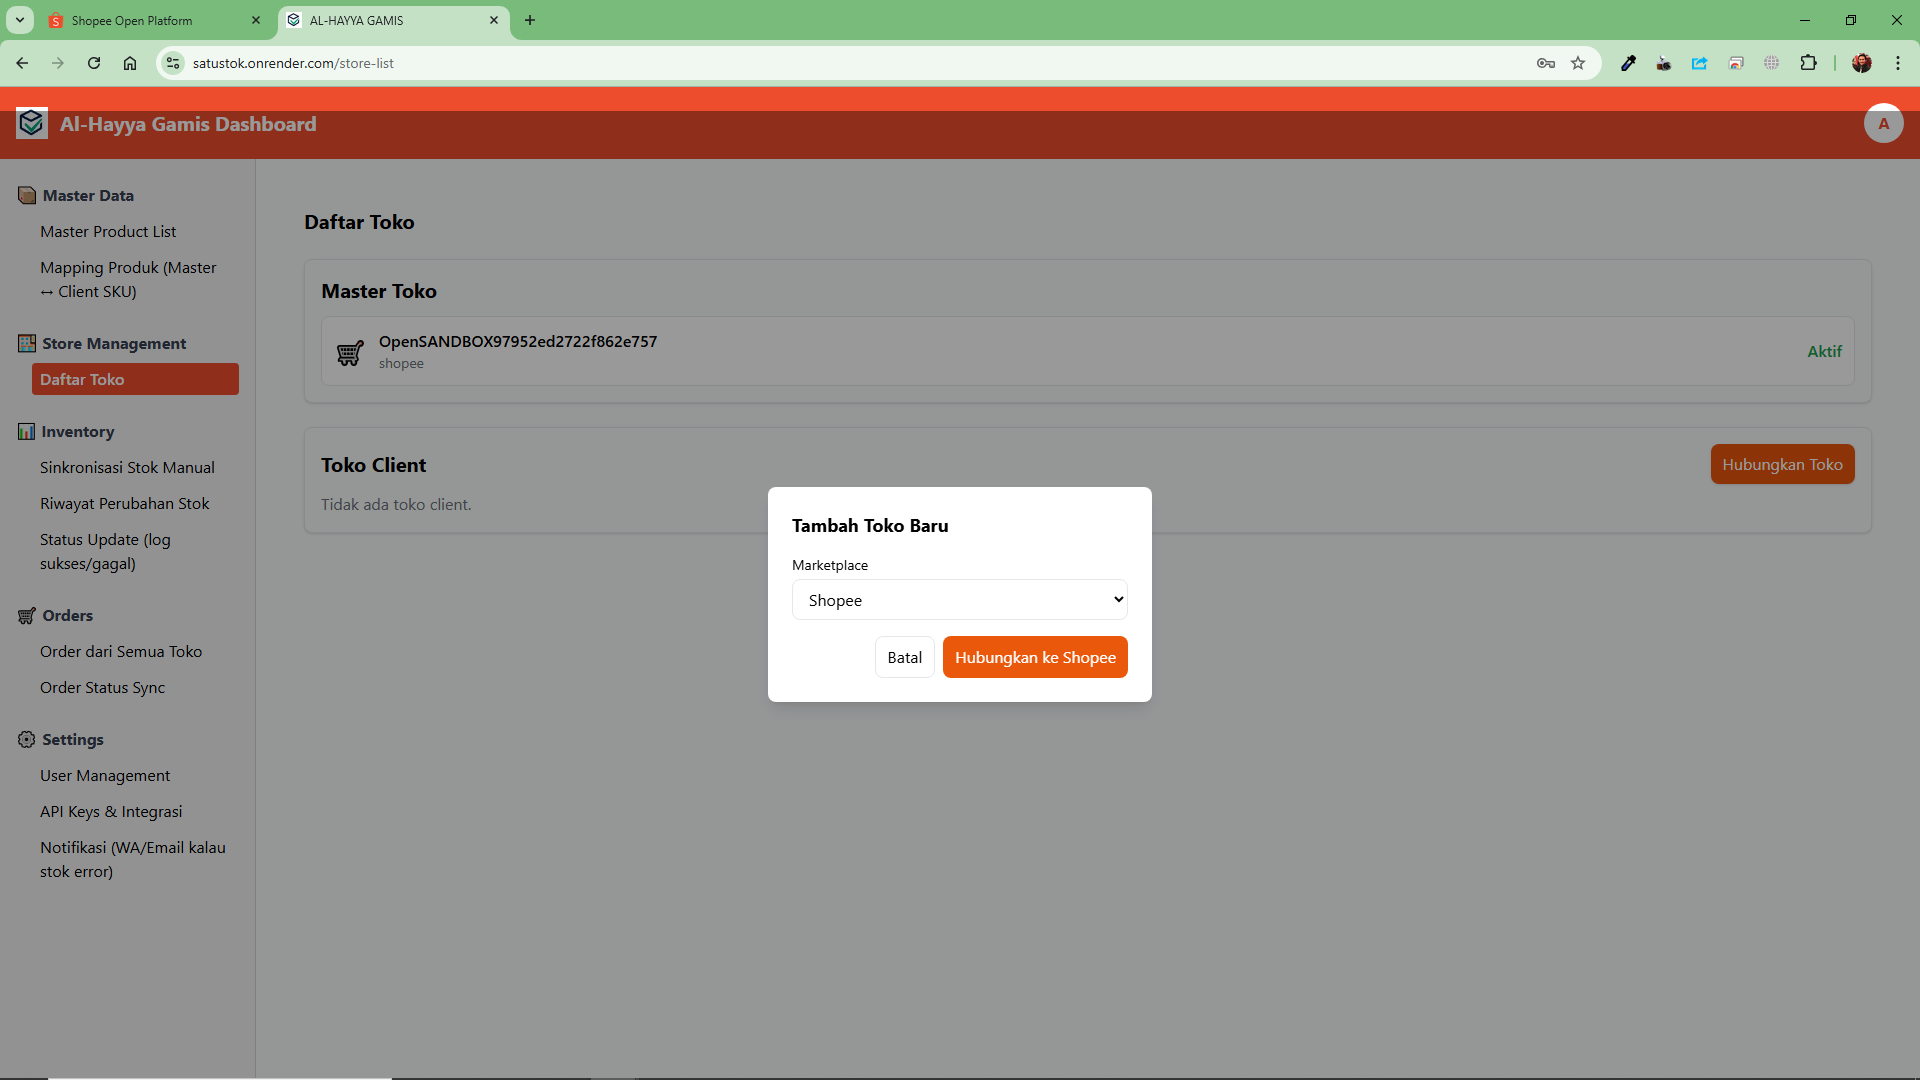 Shopee Open Platform
AL-HAYYA GAMIS
satustok.onrender.com/store-list
Al-Hayya Gamis Dashboard
A
Master Data
Master Product List
Mapping Produk (Master
↔ Client SKU)
Store Management
Daftar Toko
Inventory
Sinkronisasi Stok Manual
Riwayat Perubahan Stok
Status Update (log
sukses/gagal)
Orders
Order dari Semua Toko
Order Status Sync
Settings
User Management
API Keys & Integrasi
Notifikasi (WA/Email kalau
stok error)
Daftar Toko
Master Toko
OpenSANDBOX97952ed2722f862e757
shopee
Aktif
Toko Client
Hubungkan Toko
Tidak ada toko client.
Tambah Toko Baru
Marketplace
Shopee
Batal
Hubungkan ke Shopee